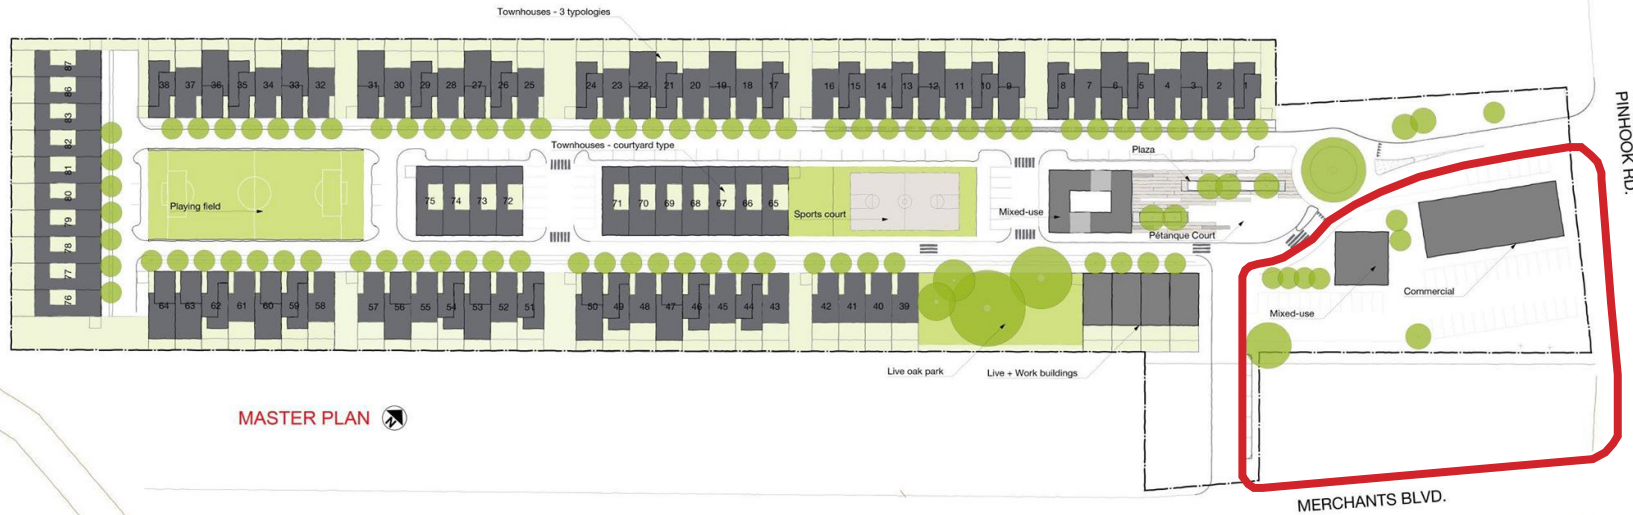 Townhouses - 3 typologies
38 37 36 35 34 33 32 31 30 29 28 27 26 25 24 23 22 21 20 19 18 17 16 15 14 13 12 11 10 9 8 7 6 5 4 3 2 1
PINHOOK RD.
87
86
83
82
81
80
79
78
77
76
Townhouses - courtyard type
Plaza
Playing field
75 74 73 72
71 70 69 68 67 66 65
Sports court
Mixed-use
Pétanque Court
Commercial
Mixed-use
64 63 62 61 60 59 58 57 56 55 54 53 52 51 50 49 48 47 46 45 44 43 42 41 40 39
Live oak park
Live + Work buildings
MASTER PLAN
N
MERCHANTS BLVD.